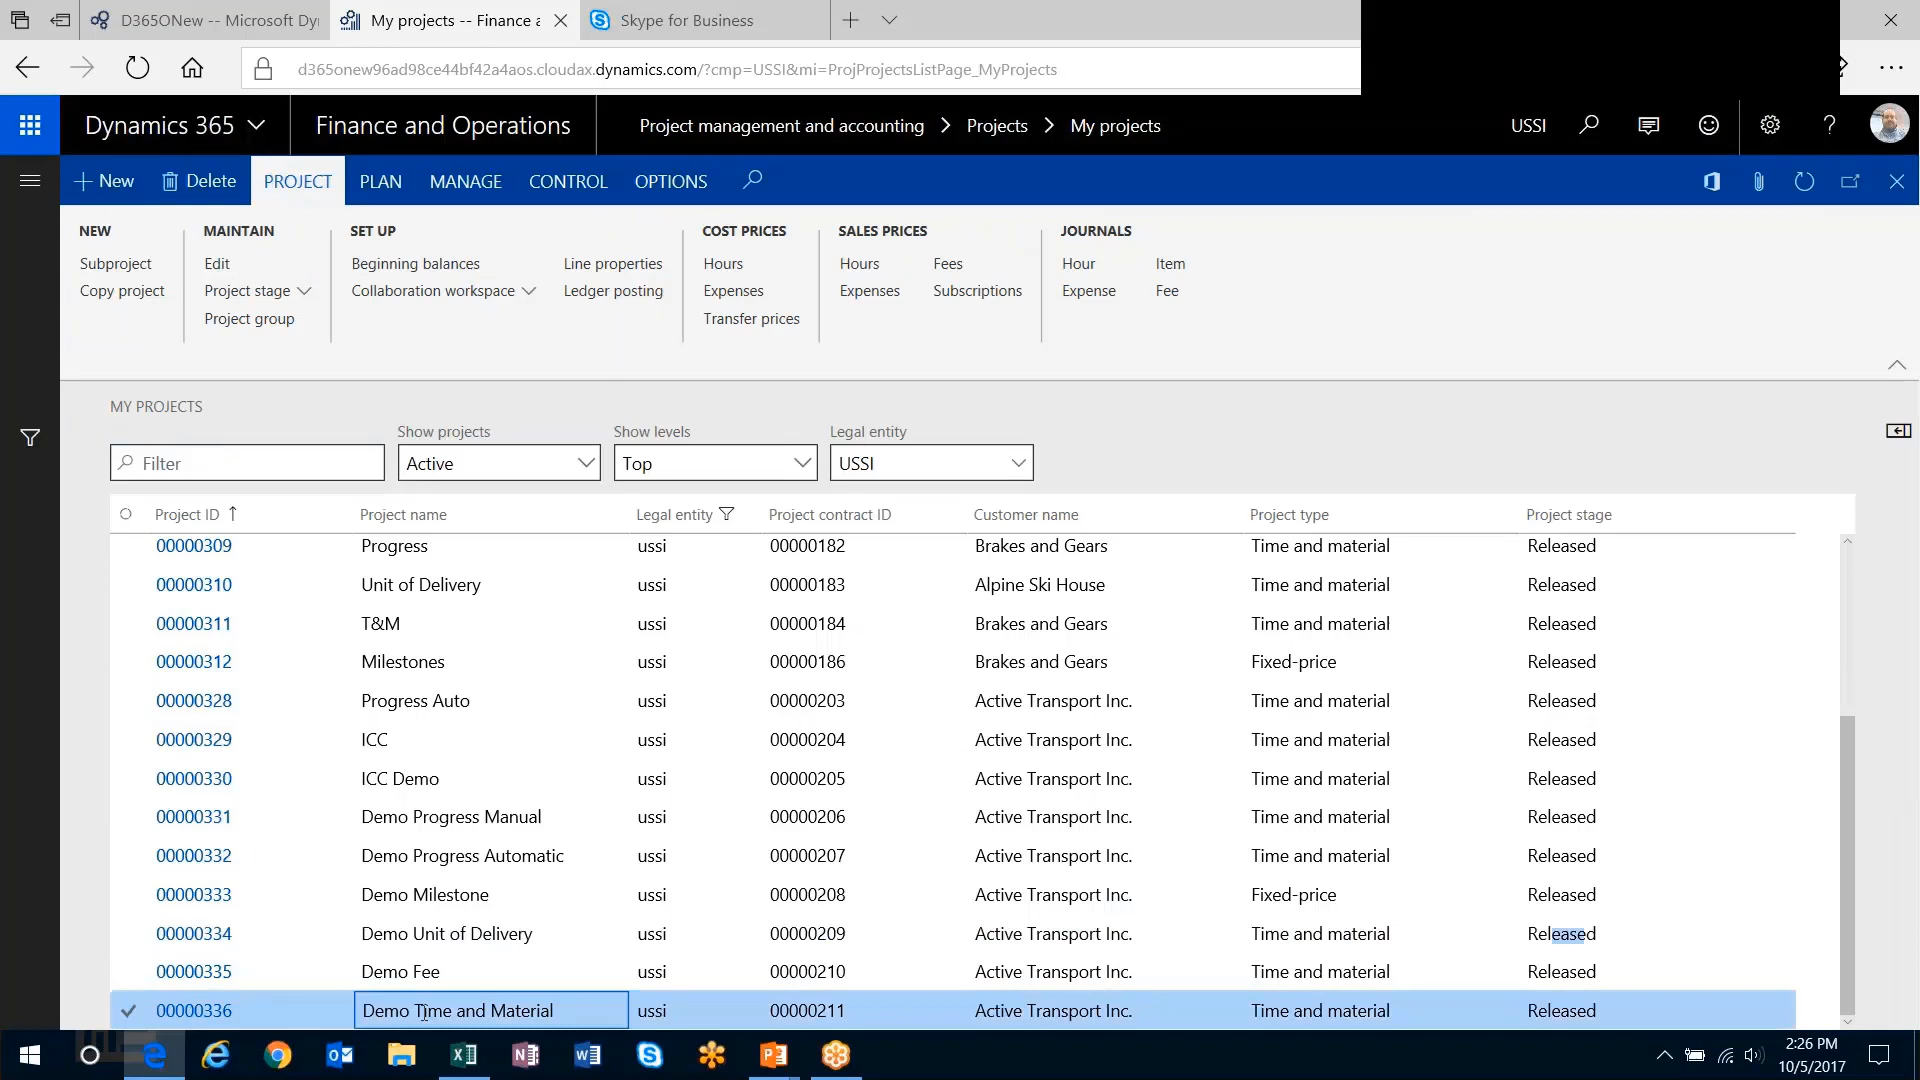 D365ONew -- Microsoft Dy
My projects -- Finance a
Skype for Business
d365onew96ad98ce44bf42a4aos.cloudax.dynamics.com/?cmp=USSI&mi=ProjProjectsListPage_MyProjects
Dynamics 365
Finance and Operations
Project management and accounting > Projects > My projects
USSI
?
+ New
Delete
PROJECT
PLAN
MANAGE
CONTROL
OPTIONS
NEW
Subproject
Copy project
MAINTAIN
Edit
Project stage
Project group
SET UP
Beginning balances
Collaboration workspace
Line properties
Ledger posting
COST PRICES
Hours
Expenses
Transfer prices
SALES PRICES
Hours
Expenses
Fees
Subscriptions
JOURNALS
Hour
Expense
Item
Fee
MY PROJECTS
Filter
Show projects
Active
Show levels
Top
Legal entity
USSI
Project ID Project name Legal entity Project contract ID Customer name Project type Project stage
00000309 Progress ussi 00000182 Brakes and Gears Time and material Released
00000310 Unit of Delivery ussi 00000183 Alpine Ski House Time and material Released
00000311 T&M ussi 00000184 Brakes and Gears Time and material Released
00000312 Milestones ussi 00000186 Brakes and Gears Fixed-price Released
00000328 Progress Auto ussi 00000203 Active Transport Inc. Time and material Released
00000329 ICC ussi 00000204 Active Transport Inc. Time and material Released
00000330 ICC Demo ussi 00000205 Active Transport Inc. Time and material Released
00000331 Demo Progress Manual ussi 00000206 Active Transport Inc. Time and material Released
00000332 Demo Progress Automatic ussi 00000207 Active Transport Inc. Time and material Released
00000333 Demo Milestone ussi 00000208 Active Transport Inc. Fixed-price Released
00000334 Demo Unit of Delivery ussi 00000209 Active Transport Inc. Time and material Released
00000335 Demo Fee ussi 00000210 Active Transport Inc. Time and material Released
00000336 Demo Time and Material ussi 00000211 Active Transport Inc. Time and material Released
2:26 PM
10/5/2017